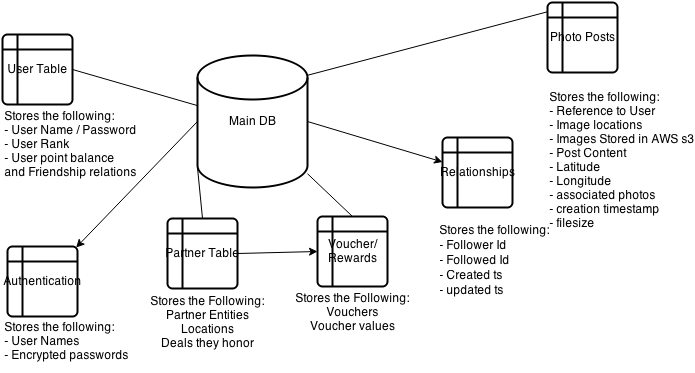 User Table
Stores the following:
- User Name / Password
- User Rank
- User point balance
and Friendship relations
Main DB
Photo Posts
Stores the following:
- Reference to User
- Image locations
- Images Stored in AWS s3
- Post Content
- Latitude
- Longitude
- associated photos
- creation timestamp
- filesize
Relationships
Stores the following:
- Follower Id
- Followed Id
- Created ts
- updated ts
Authentication
Stores the following:
- User Names
- Encrypted passwords
Partner Table
Stores the Following:
Partner Entities
Locations
Deals they honor
Voucher/
Rewards
Stores the Following:
Vouchers
Voucher values